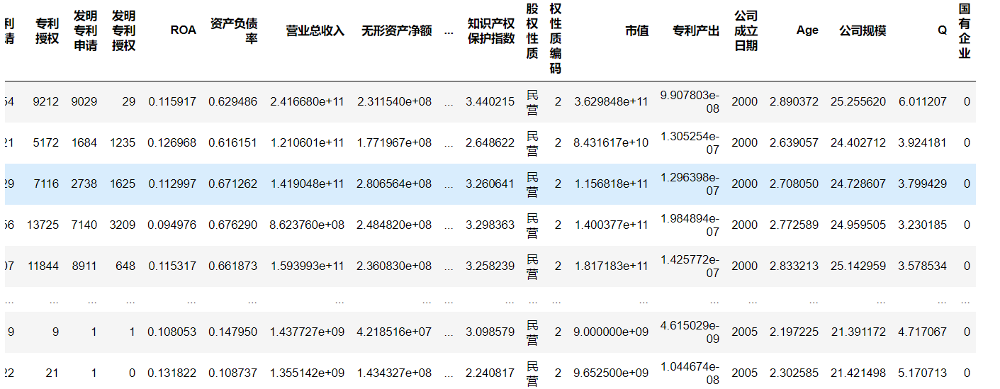 利申请 专利授权 发明专利申请 发明专利授权 ROA 资产负债率 营业总收入 无形资产净额 ... 知识产权保护指数 股权性质 权性质编码 市值 专利产出 公司成立日期 Age 公司规模 Q 国有企业
54 9212 9029 29 0.115917 0.629486 2.416680e+11 2.311540e+08 ... 3.440215 民营 2 3.629848e+11 9.907803e-08 2000 2.890372 25.255620 6.011207 0
21 5172 1684 1235 0.126968 0.616151 1.210601e+11 1.771967e+08 ... 2.648622 民营 2 8.431617e+10 1.305254e-07 2000 2.639057 24.402712 3.924181 0
29 7116 2738 1625 0.112997 0.671262 1.419048e+11 2.806564e+08 ... 3.260641 民营 2 1.156818e+11 1.296398e-07 2000 2.708050 24.728607 3.799429 0
56 13725 7140 3209 0.094976 0.676290 8.623760e+08 2.484820e+08 ... 3.298363 民营 2 1.400377e+11 1.984894e-07 2000 2.772589 24.959505 3.230185 0
07 11844 8911 648 0.115317 0.661873 1.593993e+11 2.360830e+08 ... 3.258239 民营 2 1.817183e+11 1.425772e-07 2000 2.833213 25.142959 3.578534 0
... ... ... ... ... ... ... ... ... ... ... ... ... ... ... ... ... ... ...
9 9 1 1 0.108053 0.147950 1.437727e+09 4.218516e+07 ... 3.098579 民营 2 9.000000e+09 4.615029e-09 2005 2.197225 21.391172 4.717067 0
22 21 1 0 0.131822 0.108737 1.355142e+09 1.434327e+08 ... 2.240817 民营 2 9.652500e+09 1.044674e-08 2005 2.302585 21.421498 5.170713 0